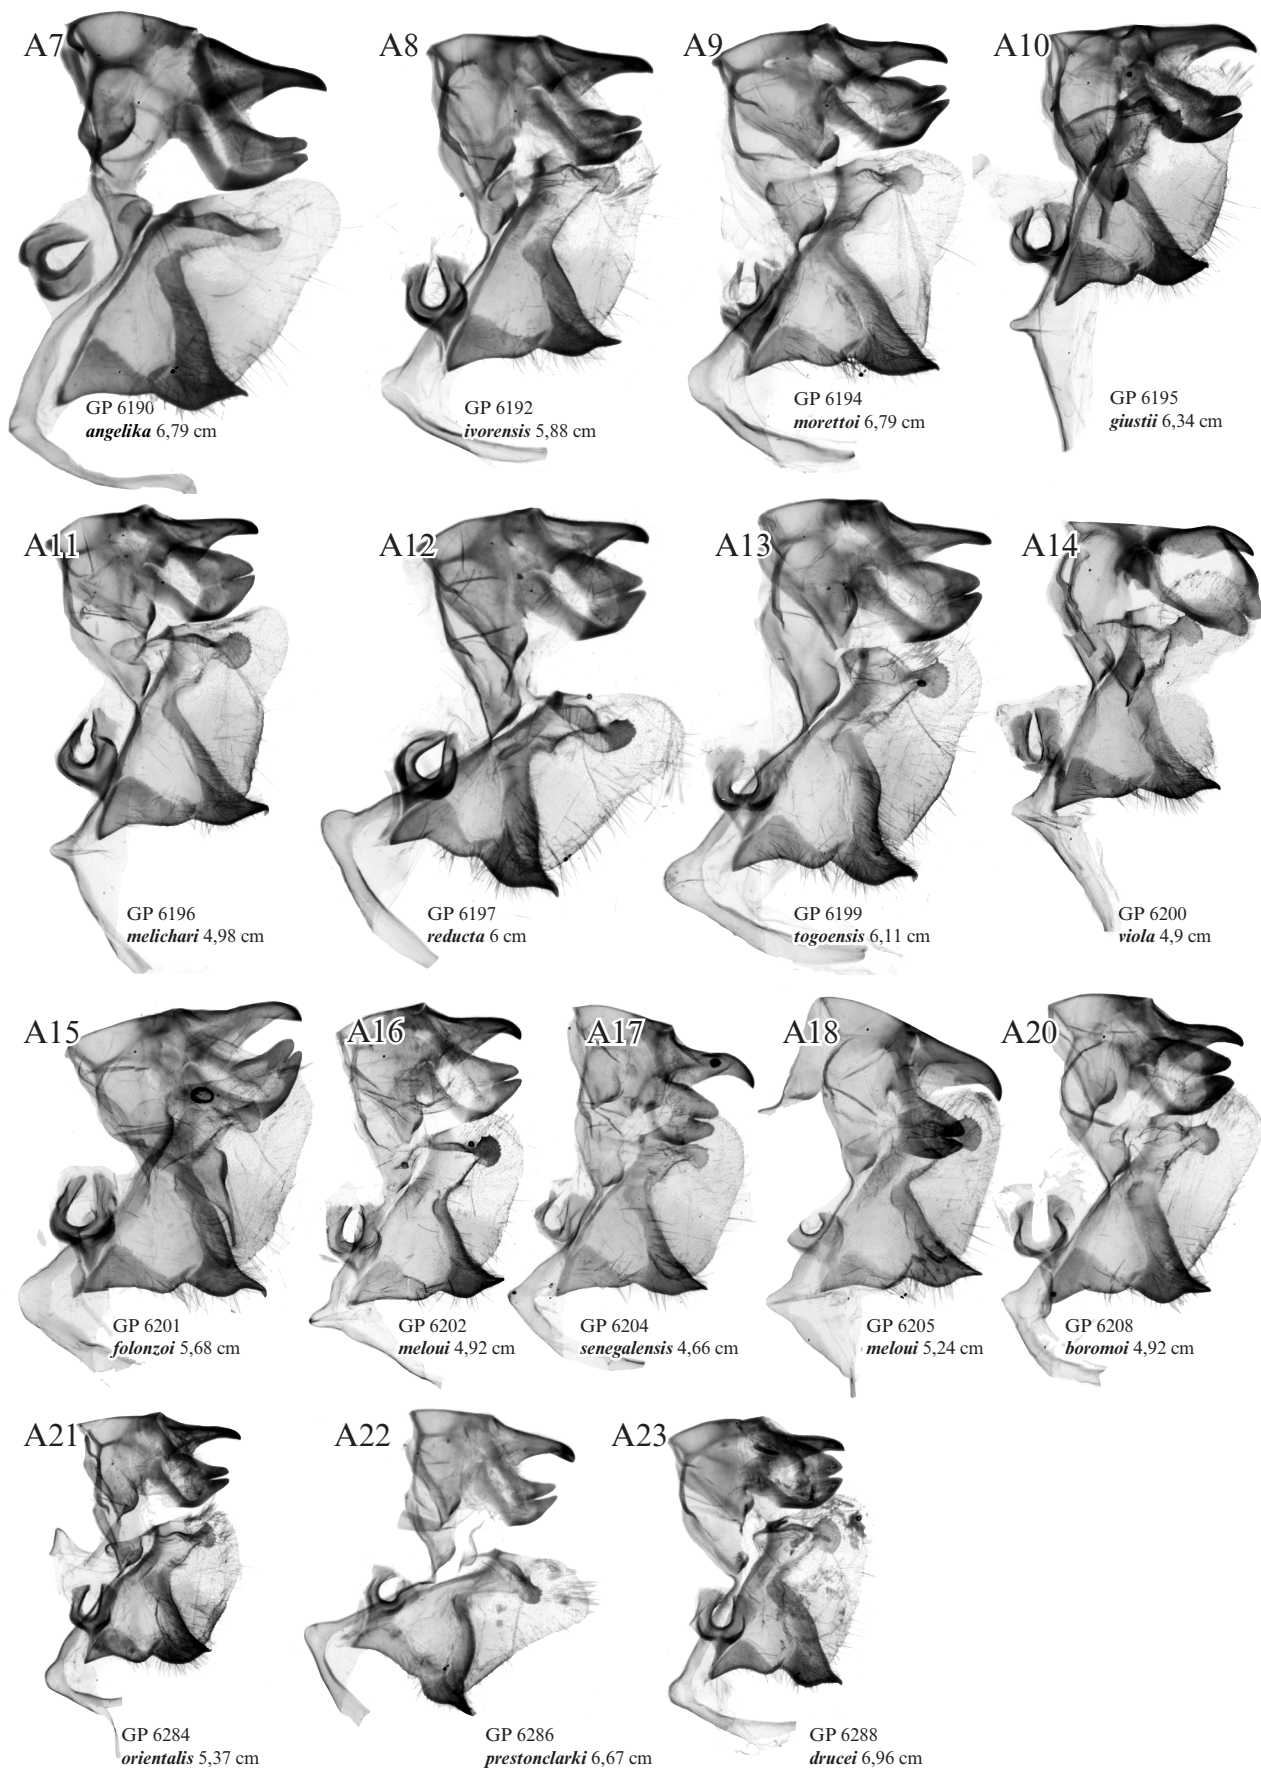 A7
A8
A9
A10
GP 6190
angelika 6,79 cm
GP 6192
ivorensis 5,88 cm
GP 6194
morettoi 6,79 cm
GP 6195
giustii 6,34 cm
A11
A12
A13
A14
GP 6196
melichari 4,98 cm
GP 6197
reducta 6 cm
GP 6199
togoensis 6,11 cm
GP 6200
viola 4,9 cm
A15
A16
A17
A18
A20
GP 6201
folonzoi 5,68 cm
GP 6202
meloui 4,92 cm
GP 6204
senegalensis 4,66 cm
GP 6205
meloui 5,24 cm
GP 6208
boromoi 4,92 cm
A21
A22
A23
GP 6284
orientalis 5,37 cm
GP 6286
prestonclarki 6,67 cm
GP 6288
drucei 6,96 cm